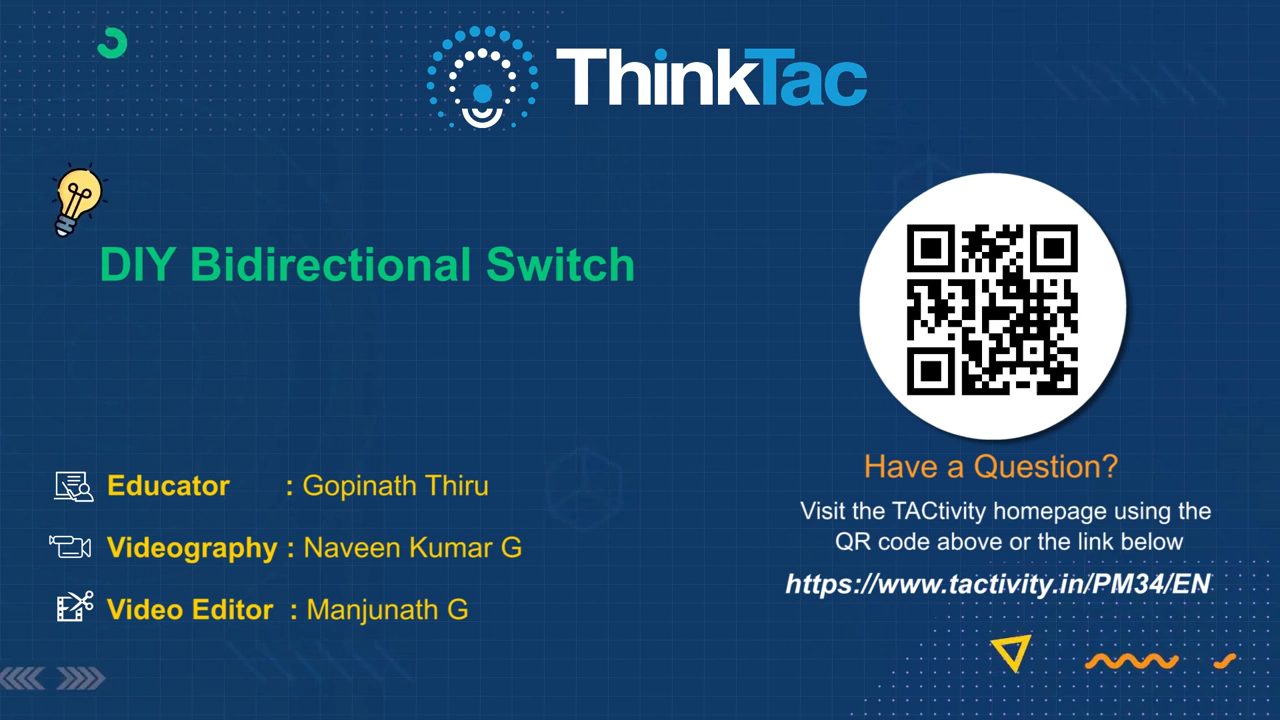 ThinkTac
DIY Bidirectional Switch
Educator : Gopinath Thiru
Videography : Naveen Kumar G
Video Editor : Manjunath G
Have a Question?
Visit the TACtivity homepage using the
QR code above or the link below
https://www.tactivity.in/PM34/EN